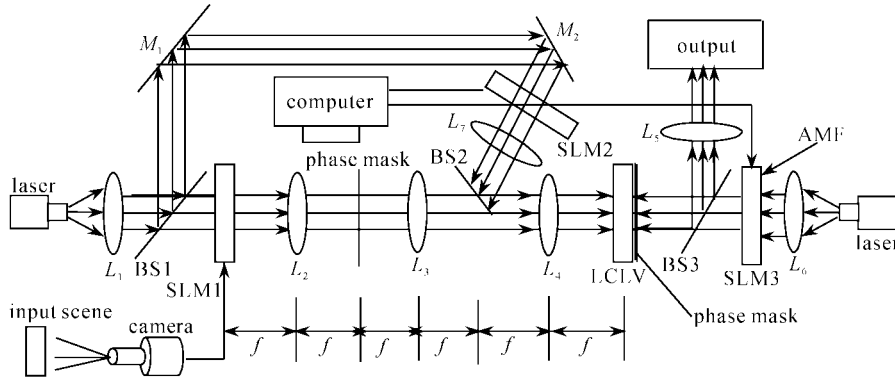 M1
M2
output
computer
L7
L5
AMF
SLM2
phase mask
BS2
laser
L1
BS1
SLM1
L2
L3
L4
LCLV
BS3
SLM3
L6
laser
phase mask
input scene
camera
f
f
f
f
f
f